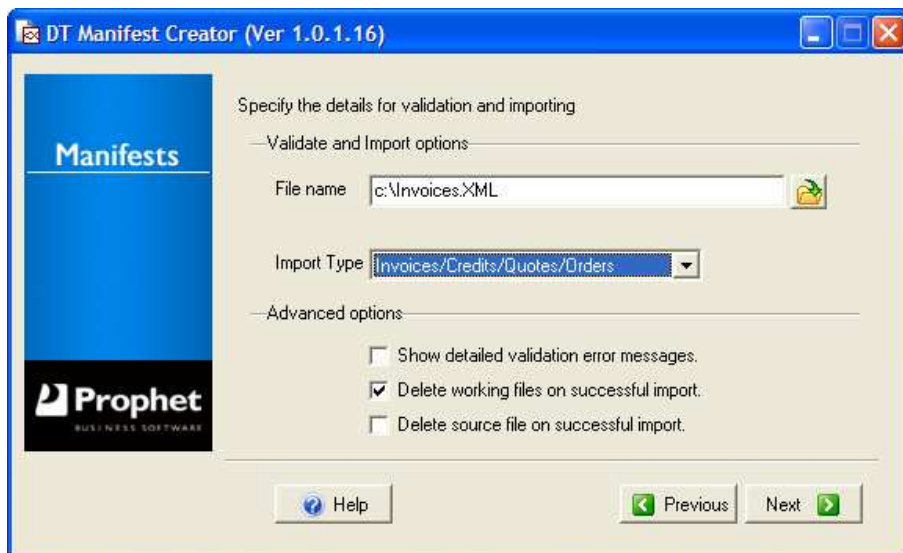 DT Manifest Creator (Ver 1.0.1.16)
Manifests
Specify the details for validation and importing
Validate and Import options
File name c:\Invoices.XML
Import Type Invoices/Credits/Quotes/Orders
Advanced options
Show detailed validation error messages.
Delete working files on successful import.
Delete source file on successful import.
Prophet
BUSINESS SOFTWARE
Help Previous Next